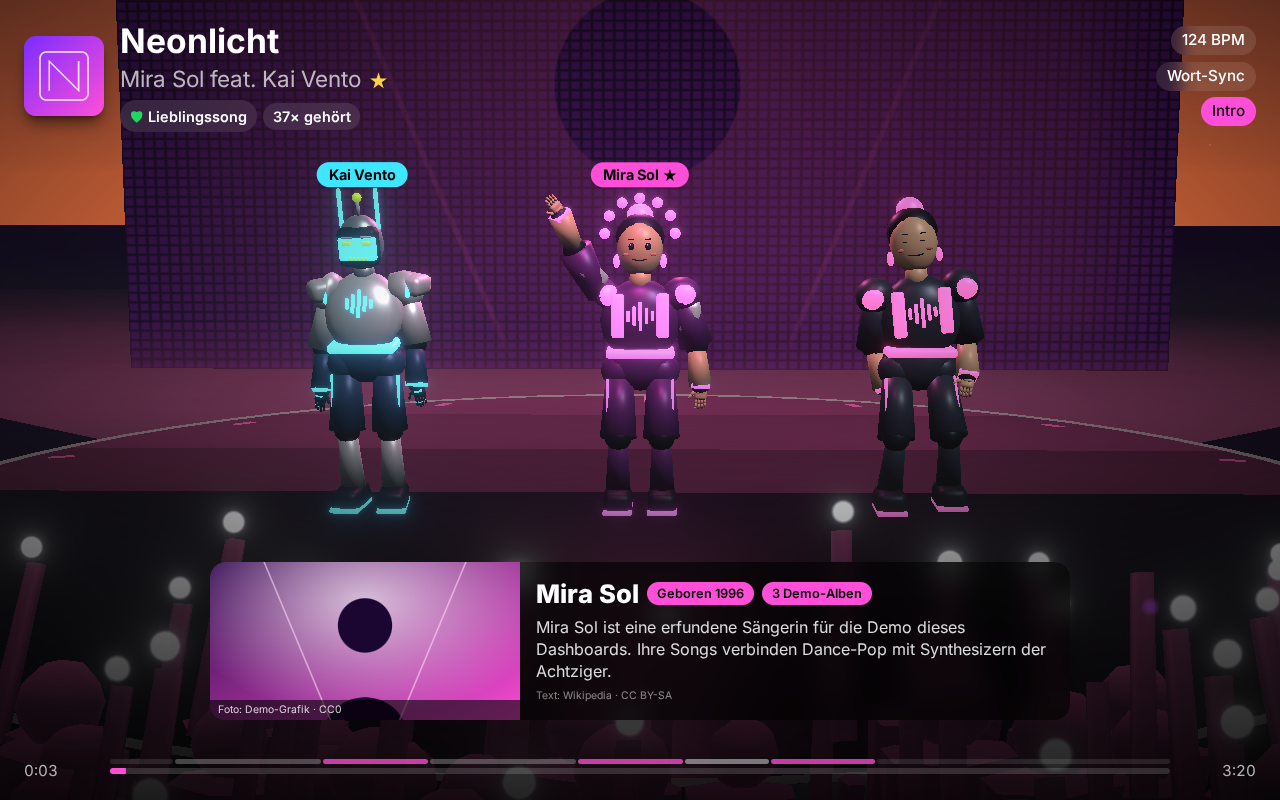 N
Neonlicht
Mira Sol feat. Kai Vento ★
Lieblingssong
37× gehört
124 BPM
Wort-Sync
Intro
Kai Vento
Mira Sol ★
Mira Sol
Geboren 1996
3 Demo-Alben
Mira Sol ist eine erfundene Sängerin für die Demo dieses
Dashboards. Ihre Songs verbinden Dance-Pop mit Synthesizern der
Achtziger.
Text: Wikipedia · CC BY-SA
Foto: Demo-Grafik · CC0
0:03
3:20